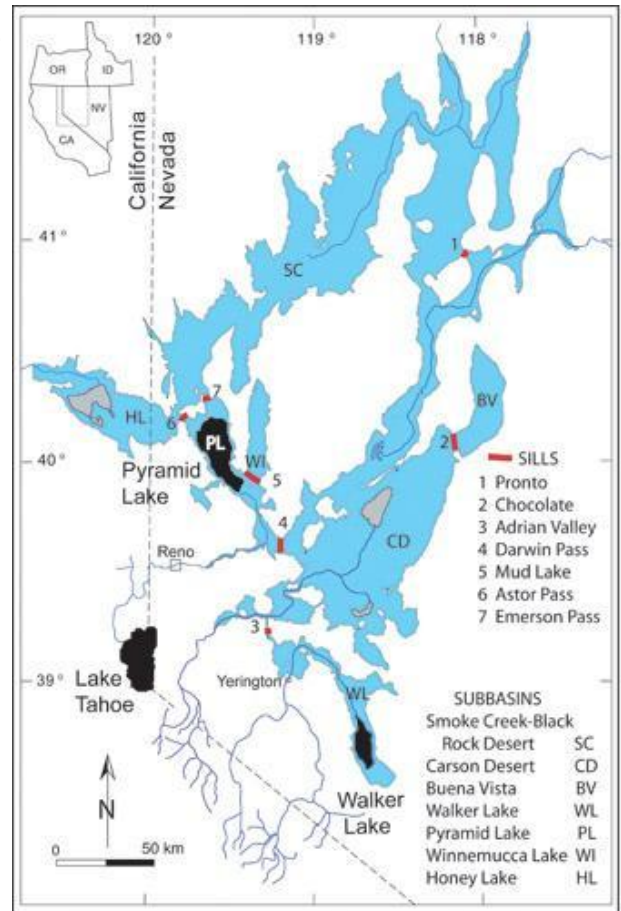 120 °
119 °
118 °
OR
ID
NV
CA
California
Nevada
41 °
41°
1
SC
7
HL
6
PL
WI
5
BV
2
40 °
40°
Pyramid
Lake
4
CD
SILLS
1 Pronto
2 Chocolate
3 Adrian Valley
4 Darwin Pass
5 Mud Lake
6 Astor Pass
7 Emerson Pass
Reno
3
39 °
39°
Lake
Tahoe
Yerington
WL
Walker
Lake
N
0
50 km
SUBBASINS
Smoke Creek-Black
Rock Desert SC
Carson Desert CD
Buena Vista BV
Walker Lake WL
Pyramid Lake PL
Winnemucca Lake WI
Honey Lake HL